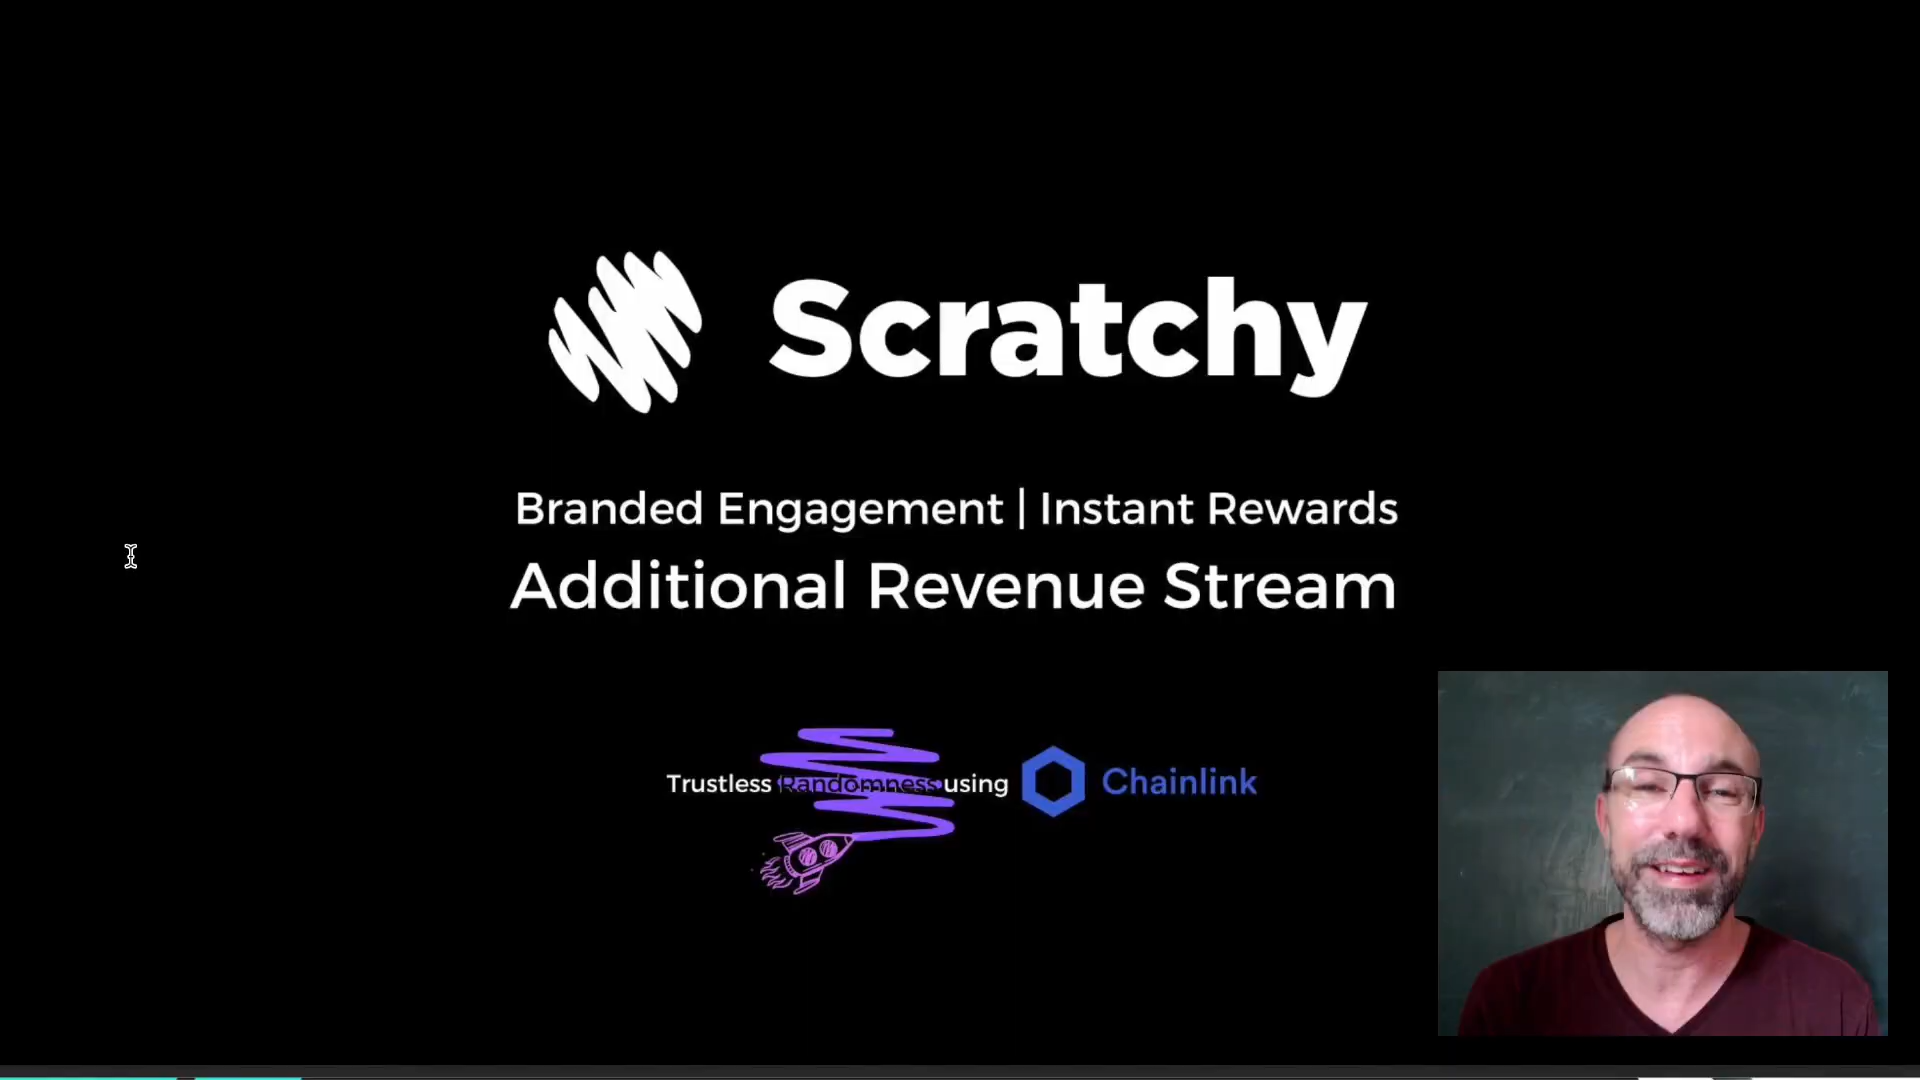 Scratchy
Branded Engagement | Instant Rewards
Additional Revenue Stream
Trustless Randomness using Chainlink